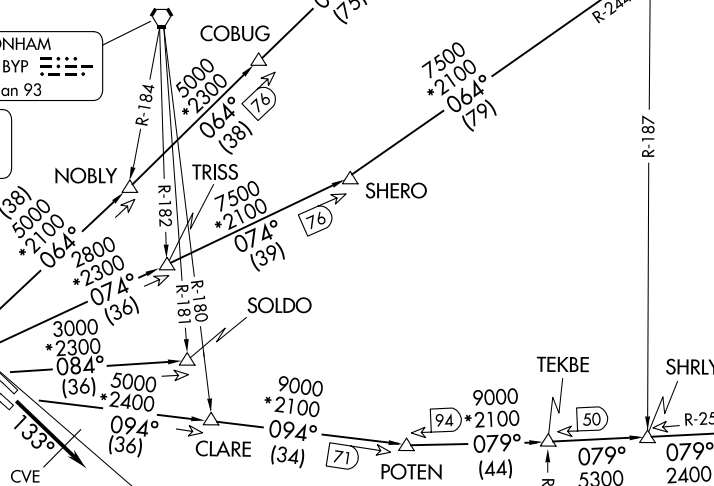 (75)
R-244
ONHAM
BYP
an 93
COBUG
5000
*2300
064°
(38)
76
7500
*2100
064°
(79)
R-184
R-187
NOBLY
TRISS
SHERO
R-182
7500
*2100
074°
(39)
76
(38)
5000
*2100
064°
2800
*2300
074°
(36)
R-180
R-181
SOLDO
3000
*2300
084°
(36)
5000
*2400
094°
(36)
CLARE
9000
*2100
094°
(34)
71
POTEN
94
9000
*2100
079°
(44)
TEKBE
50
SHRLY
R-25
079°
5300
079°
2400
R
133°
CVE